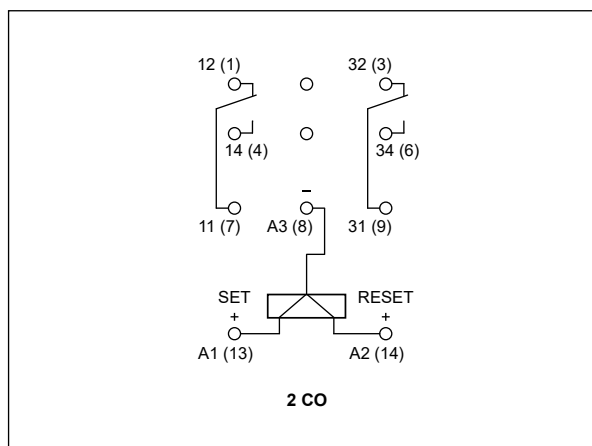 12 (1) 32 (3)
14 (4) 34 (6)
–
11 (7) A3 (8) 31 (9)
SET RESET
+ +
A1 (13) A2 (14)
2 CO